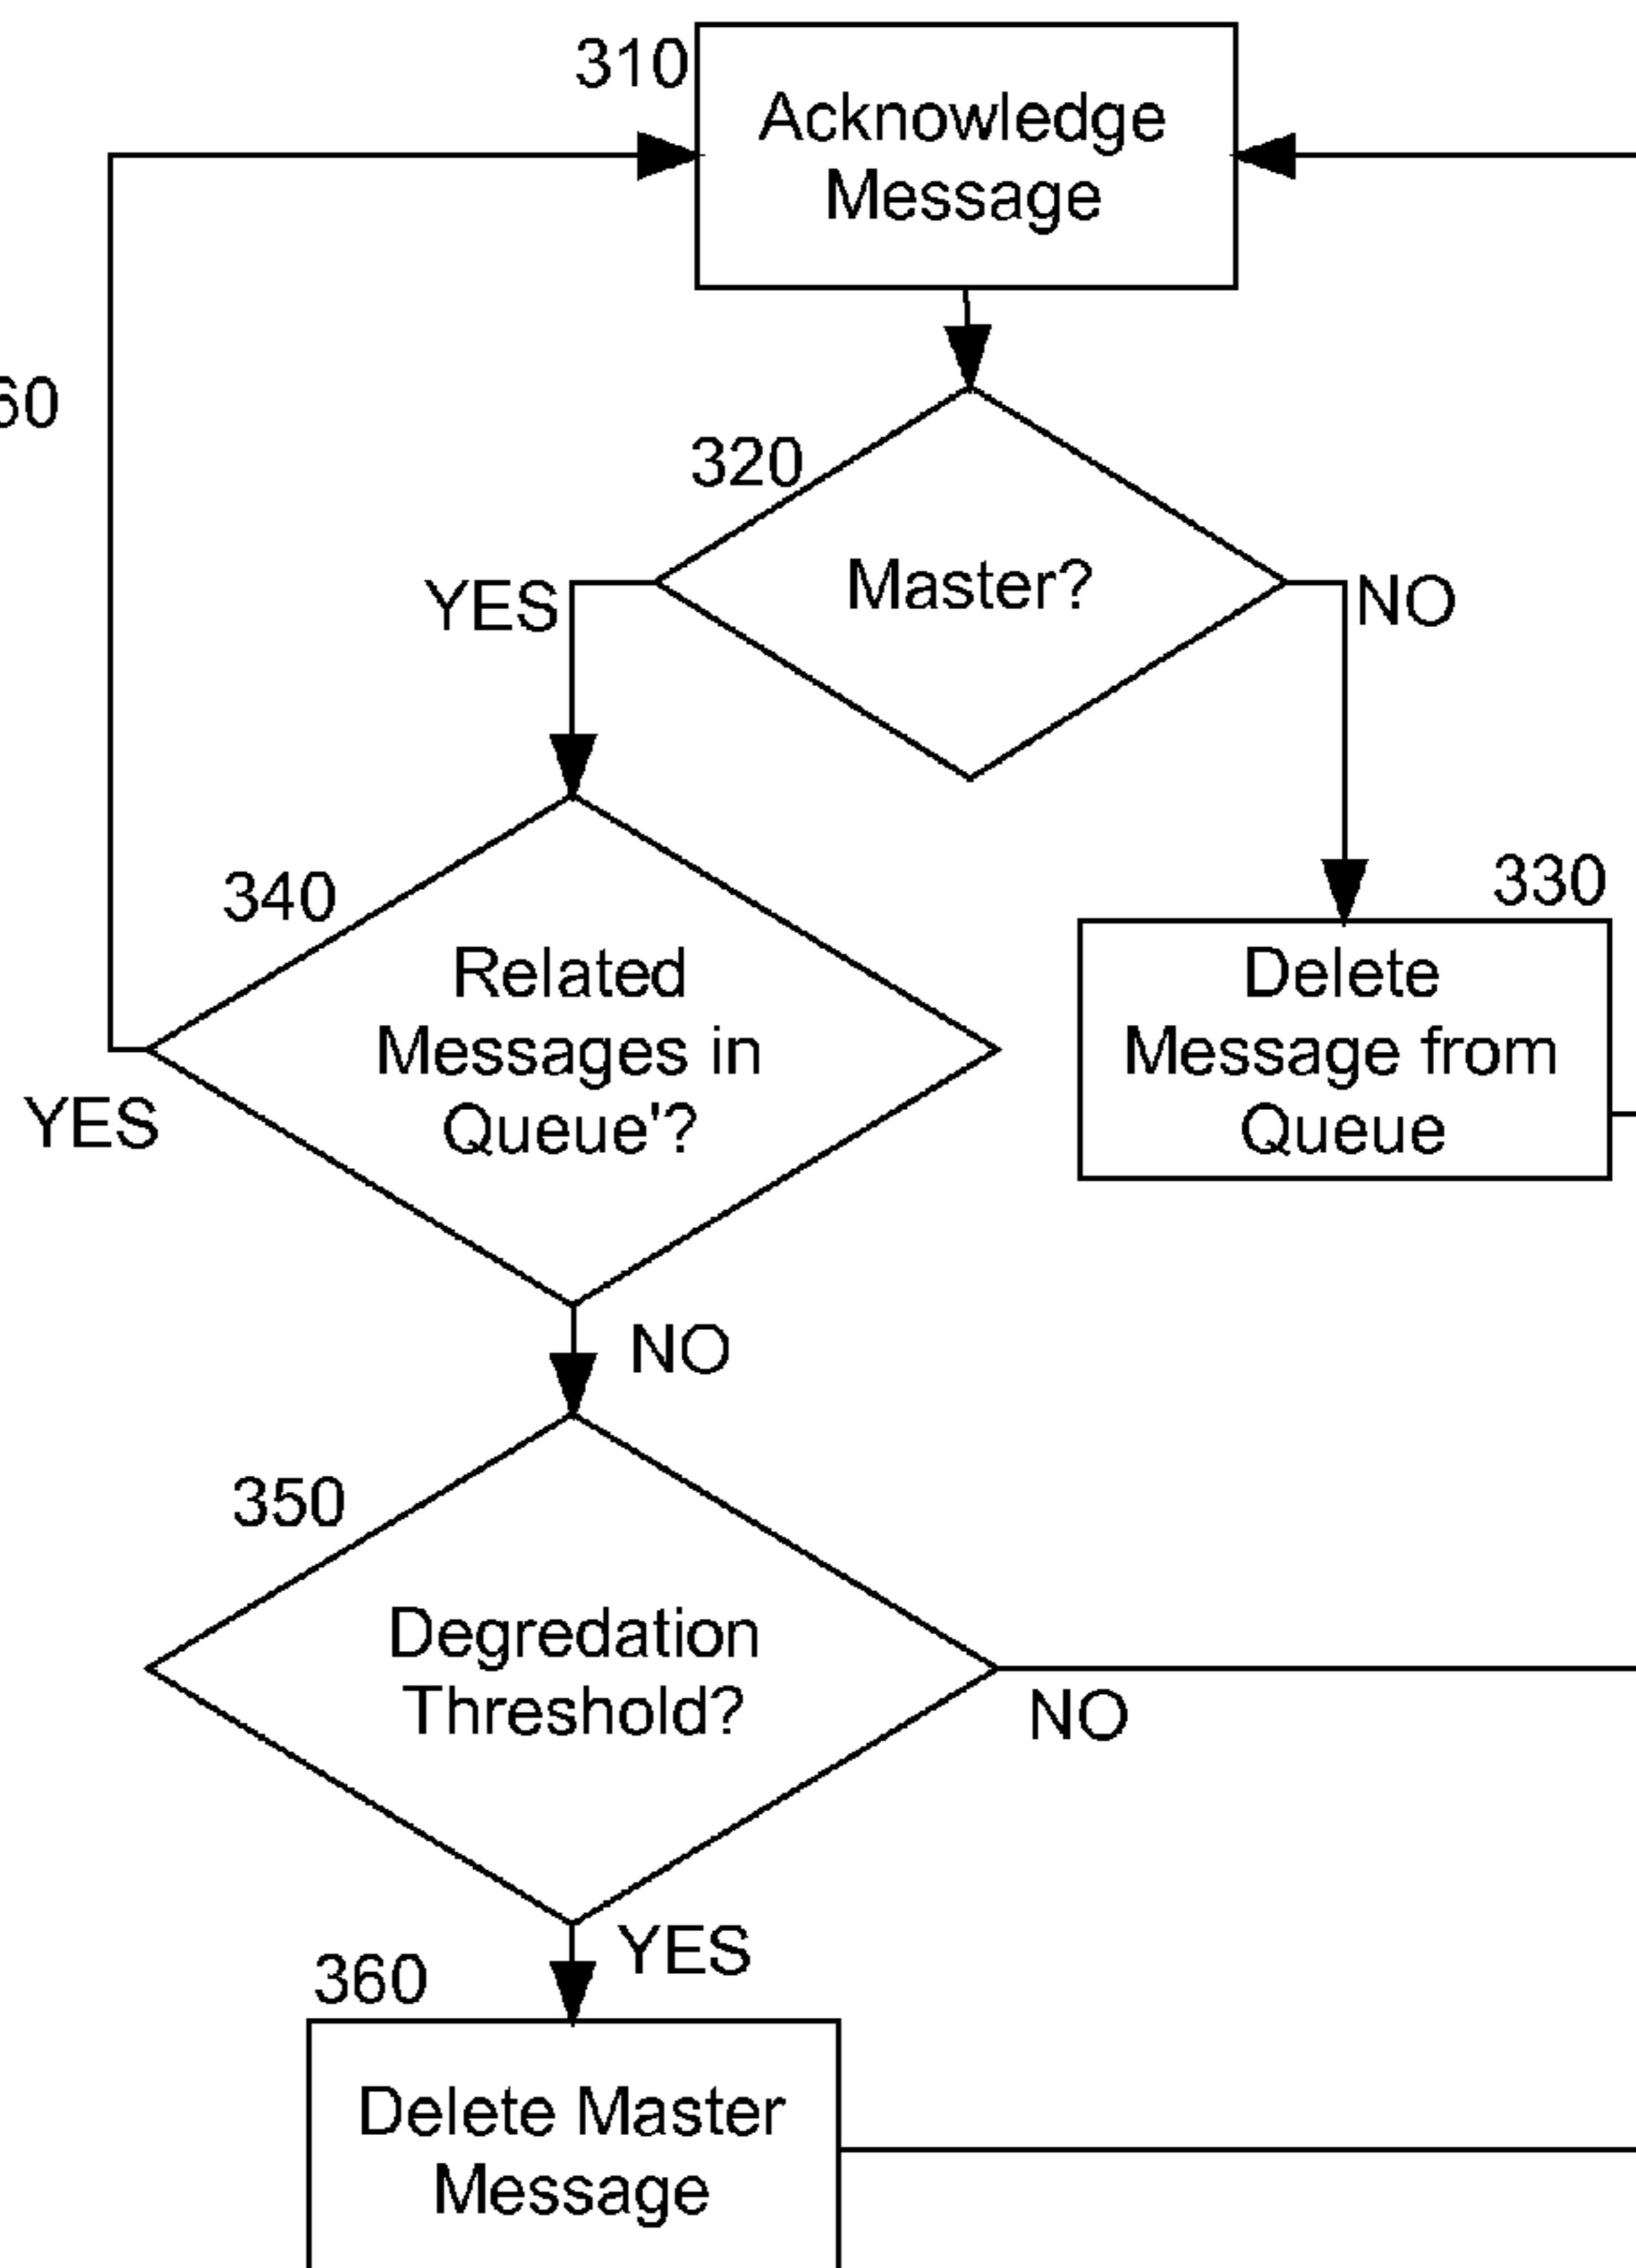 310
Acknowledge
Message
60
320
Master?
YES
NO
340
330
Related
Messages in
Queue'?
Delete
Message from
Queue
YES
NO
350
Degredation
Threshold?
NO
YES
360
Delete Master
Message